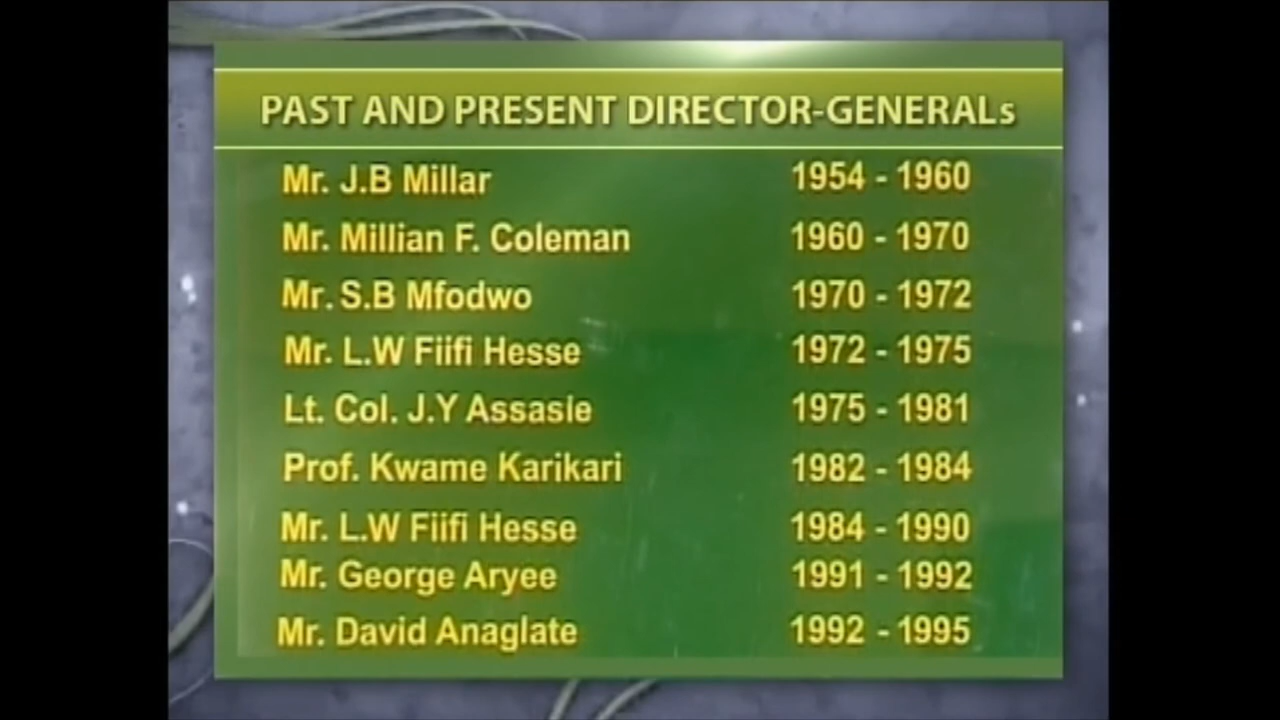 PAST AND PRESENT DIRECTOR-GENERALs
Mr. J.B Millar 1954 - 1960
Mr. Millian F. Coleman 1960 - 1970
Mr. S.B Mfodwo 1970 - 1972
Mr. L.W Fiifi Hesse 1972 - 1975
Lt. Col. J.Y Assasie 1975 - 1981
Prof. Kwame Karikari 1982 - 1984
Mr. L.W Fiifi Hesse 1984 - 1990
Mr. George Aryee 1991 - 1992
Mr. David Anaglate 1992 - 1995